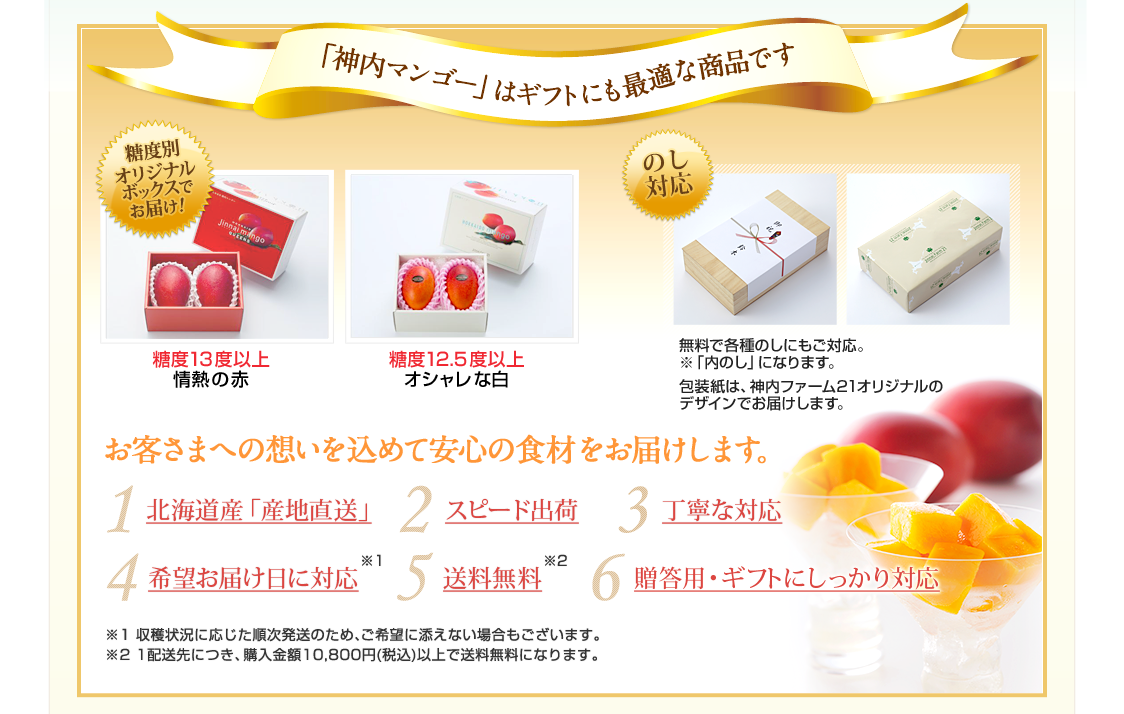 「神内マンゴー」はギフトにも最適な商品です
糖度別
オリジナル
ボックスで
お届け!
Jinnai mango
のし
対応
糖度13度以上
情熱の赤
糖度12.5度以上
オシャレな白
無料で各種のしにもご対応。
※「内のし」になります。
包装紙は、神内ファーム21オリジナルの
デザインでお届けします。
お客さまへの想いを込めて安心の食材をお届けします。
1 北海道産「産地直送」
2 スピード出荷
3 丁寧な対応
4 希望お届け日に対応※1
5 送料無料※2
6 贈答用・ギフトにしっかり対応
※1 収穫状況に応じた順次発送のため、ご希望に添えない場合もございます。
※2 1配送先につき、購入金額10,800円(税込)以上で送料無料になります。